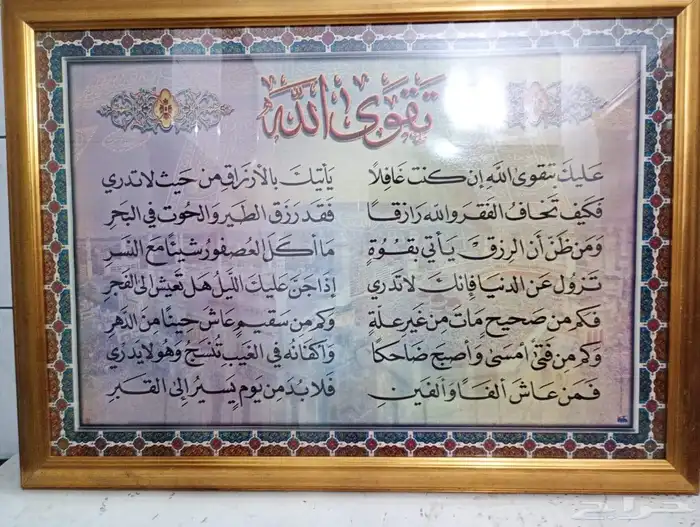 تقوى الله
عليك بتقوى الله إن كنت غافلاً يأتيك بالأرزاق من حيث لا تدري
فكيف تخاف الفقر والله رازقاً فقد رزق الطير والحوت في البحر
ومن ظن أن الرزق يأتي بقوةٍ ما أكل العصفور شيئاً مع النسر
تزول عن الدنيا فإنك لا تدري إذا جن عليك الليل هل تعيش إلى الفجر
فكم من صحيح مات من غير علة وكم من سقيم عاش حيناً من الدهر
وكم من فتىً أمسى وأصبح ضاحكا وأكفانه في الغيب تنسج وهو لا يدري
فمن عاش ألفاً وألفين فلا بد من يوم يسير إلى القبر
حراج